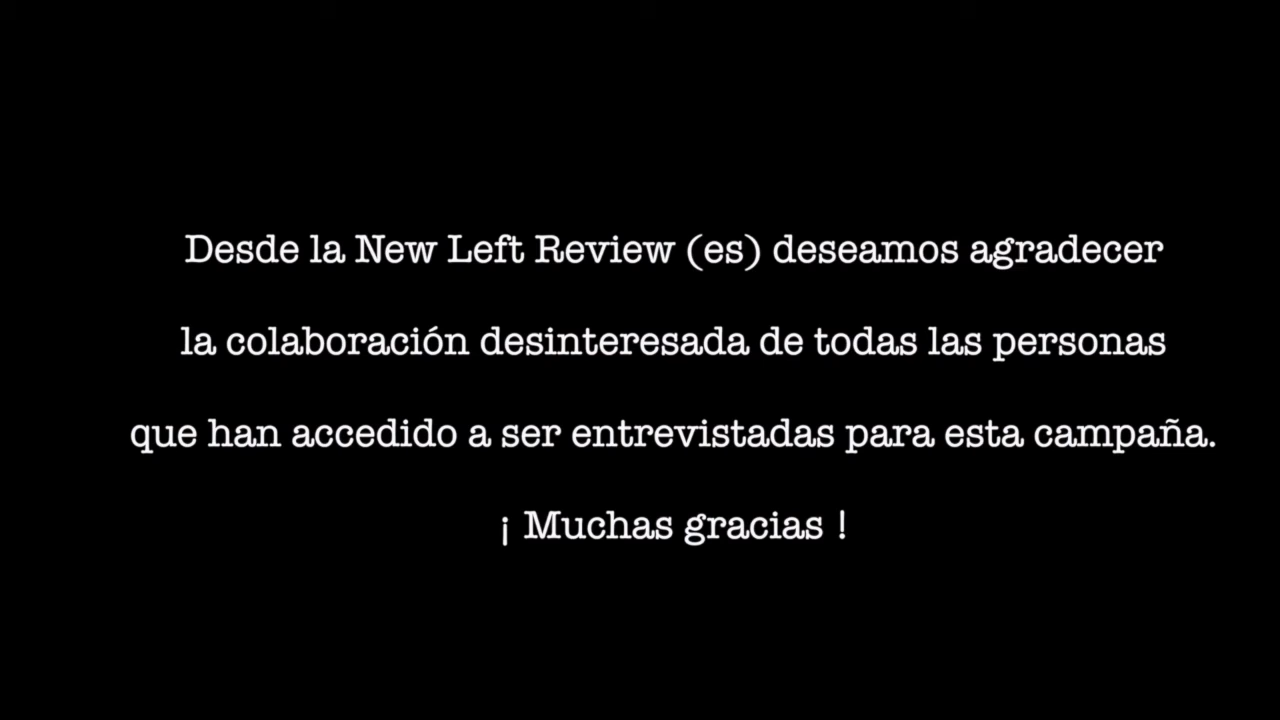 Desde la New Left Review (es) deseamos agradecer
la colaboración desinteresada de todas las personas
que han accedido a ser entrevistadas para esta campaña.
¡ Muchas gracias !